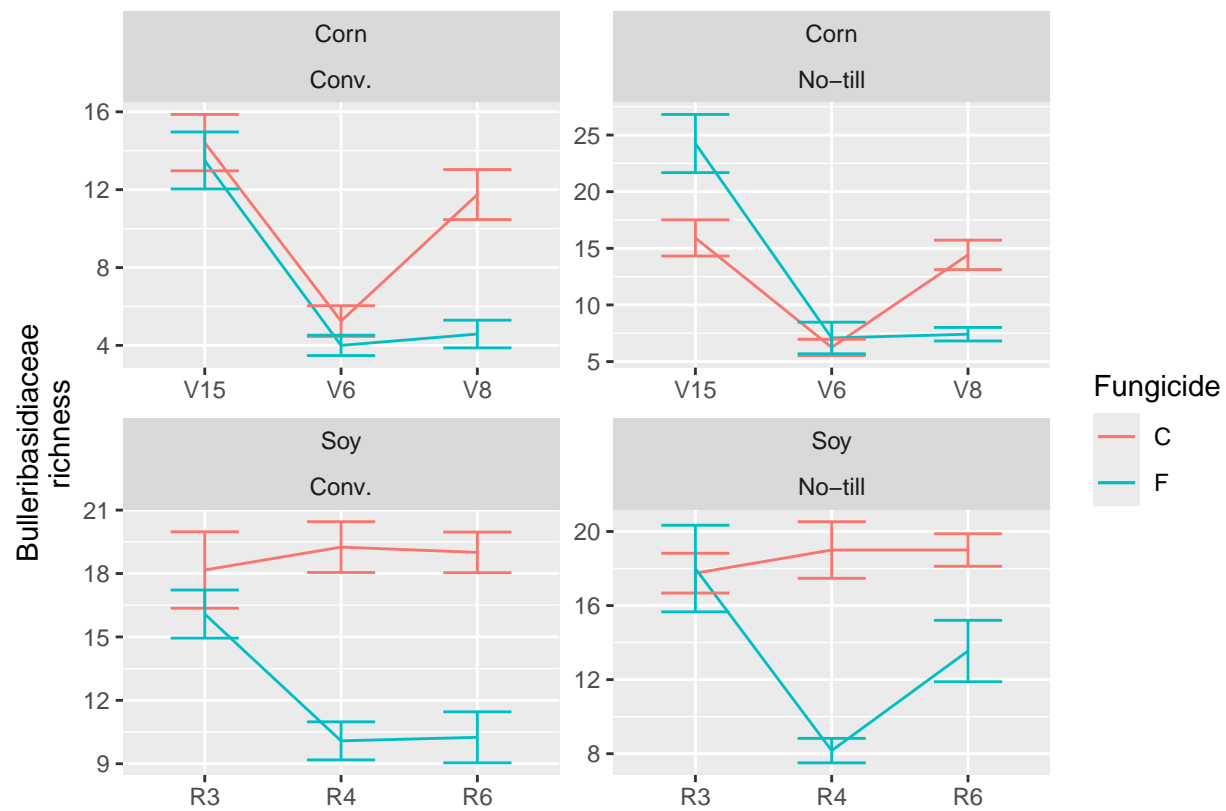 Corn
Conv.
Corn
No−till
16
12
8
4
V15 V6 V8
25
20
15
10
5
V15 V6 V8
Soy
Conv.
Soy
No−till
21
18
15
12
9
R3 R4 R6
20
16
12
8
R3 R4 R6
Bulleribasidiaceae
richness
Fungicide
C
F